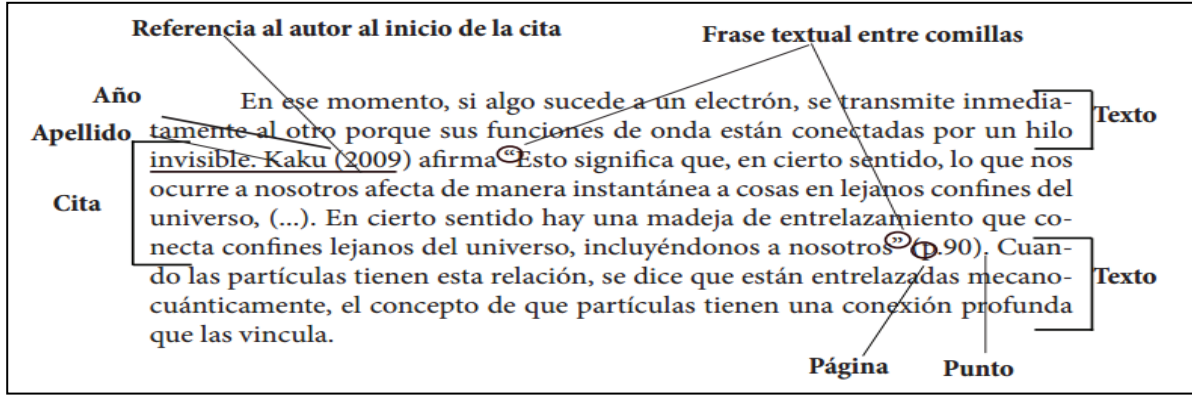 Referencia al autor al inicio de la cita
Frase textual entre comillas
Año
Apellido
Cita
En ese momento, si algo sucede a un electrón, se transmite inmedia-
tamente al otro porque sus funciones de onda están conectadas por un hilo
invisible. Kaku (2009) afirma “Esto significa que, en cierto sentido, lo que nos
ocurre a nosotros afecta de manera instantánea a cosas en lejanos confines del
universo, (...). En cierto sentido hay una madeja de entrelazamiento que co-
necta confines lejanos del universo, incluyéndonos a nosotros” (p.90). Cuan-
do las partículas tienen esta relación, se dice que están entrelazadas mecano-
cuánticamente, el concepto de que partículas tienen una conexión profunda
que las vincula.
Texto
Texto
Página
Punto